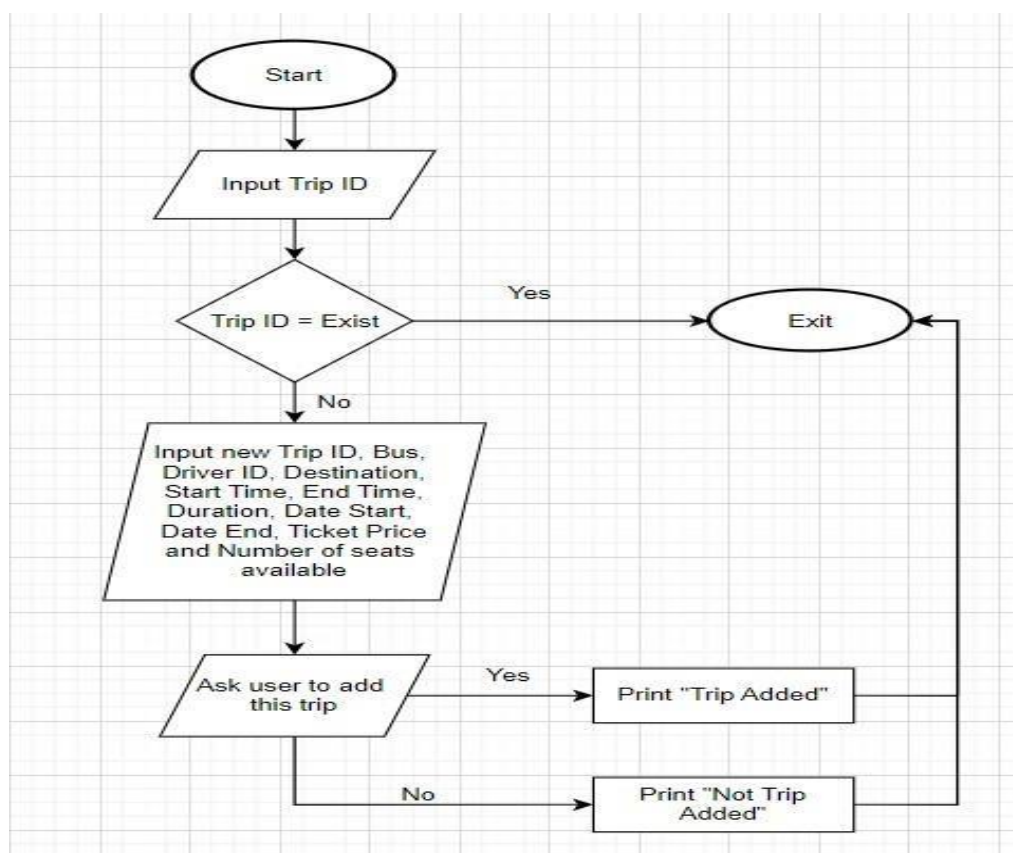 Start
Input Trip ID
Trip ID = Exist
Yes
Exit
No
Input new Trip ID, Bus,
Driver ID, Destination,
Start Time, End Time,
Duration, Date Start,
Date End, Ticket Price
and Number of seats
available
Ask user to add
this trip
Yes
Print "Trip Added"
No
Print "Not Trip
Added"